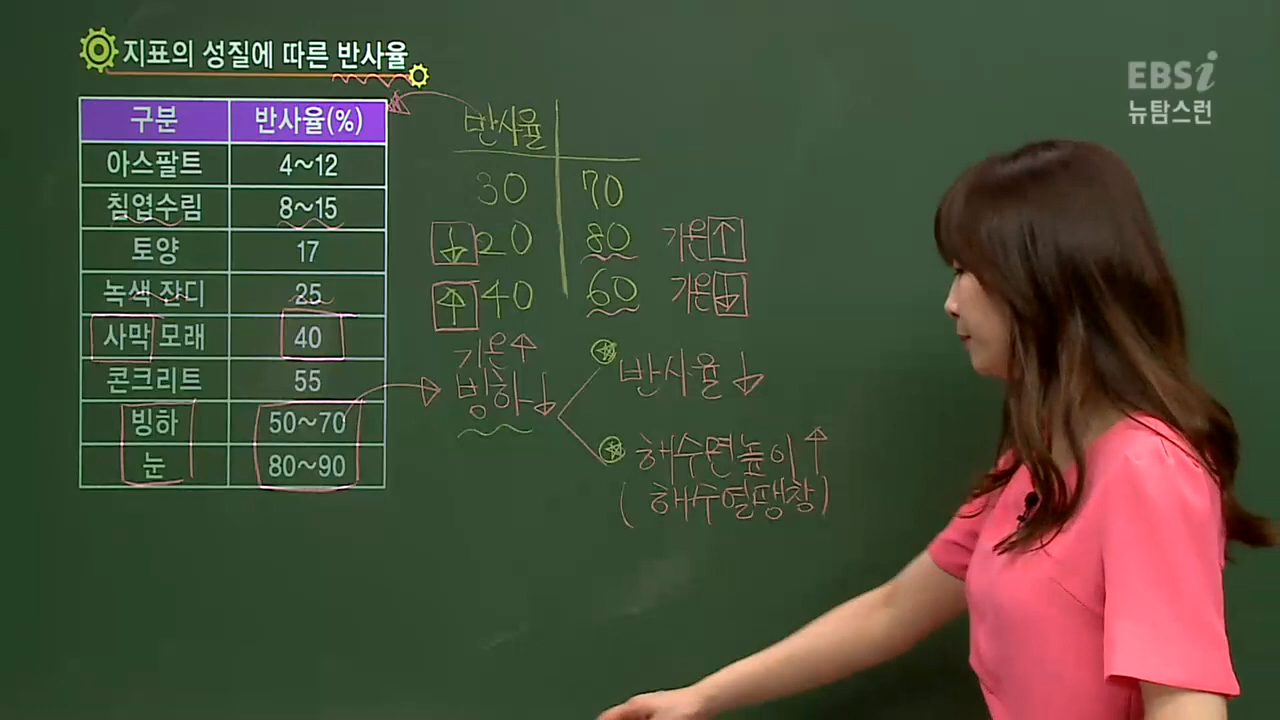 지표의 성질에 따른 반사율
EBSi
뉴탐스런
구분 반사율(%)
아스팔트 4~12
침엽수림 8~15
토양 17
녹색 잔디 25
사막 모래 40
콘크리트 55
빙하 50~70
눈 80~90
반사율
30 70
↓20 80 기온↑
↑40 60 기온↓
기온↑
빙하↓
반사율↓
해수면높이↑
(해수열팽창)